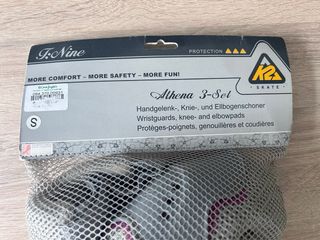 F:Nine
PROTECTION
MORE COMFORT – MORE SAFETY – MORE FUN!
K2
SKATE
S
Athena 3-Set
Handgelenk-, Knie-, und Ellbogenschoner
Wristguards, knee- and elbowpads
Protèges-poignets, genouillères et coudières